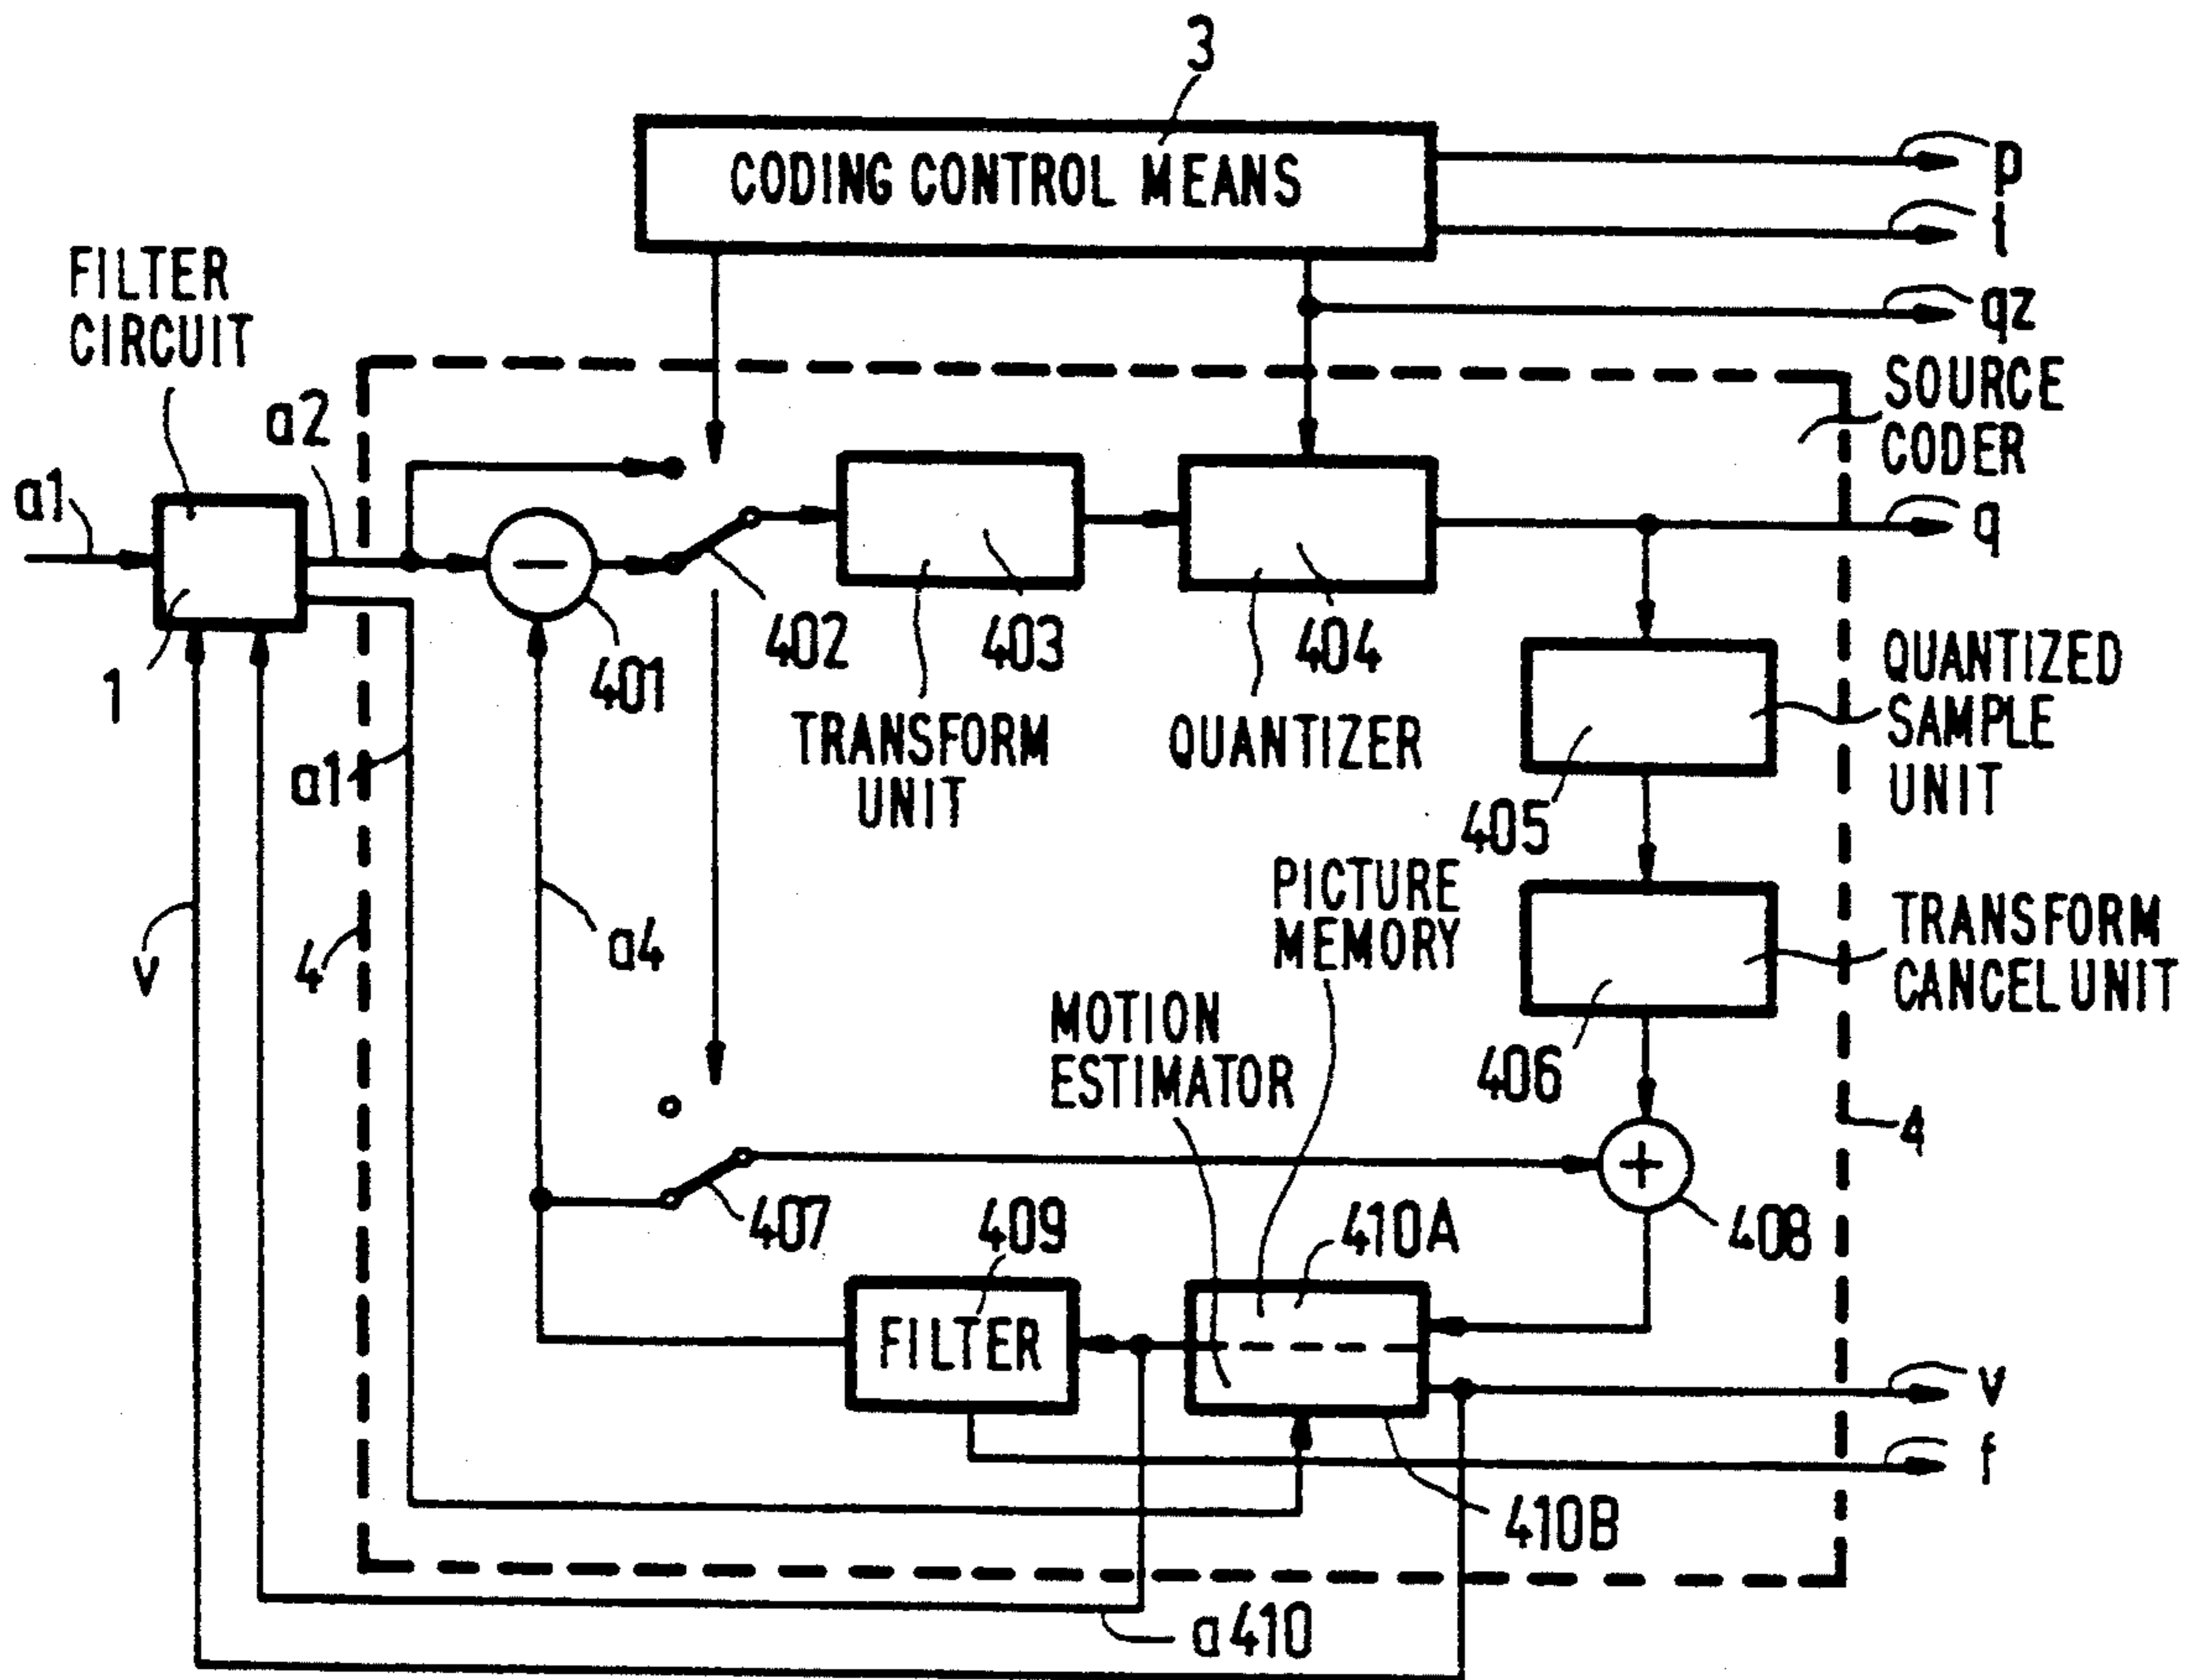 3
CODING CONTROL MEANS
p
t
qz
FILTER
CIRCUIT
a2
SOURCE
CODER
a1
q
1
401
402
403
404
TRANSFORM
UNIT
QUANTIZER
QUANTIZED
SAMPLE
UNIT
a1
405
PICTURE
MEMORY
v
4
a4
TRANSFORM
CANCEL UNIT
MOTION
ESTIMATOR
406
4
407
409
410A
408
FILTER
v
f
410B
a410